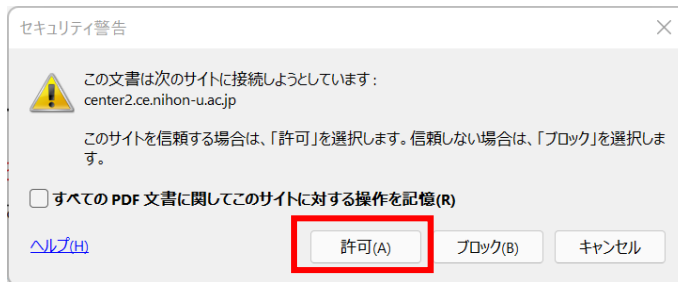 セキュリティ警告
この文書は次のサイトに接続しようとしています:
center2.ce.nihon-u.ac.jp
このサイトを信頼する場合は、「許可」を選択します。信頼しない場合は、「ブロック」を選択しま
す。
すべての PDF 文書に関してこのサイトに対する操作を記憶(R)
ヘルプ(H) 許可(A) ブロック(B) キャンセル